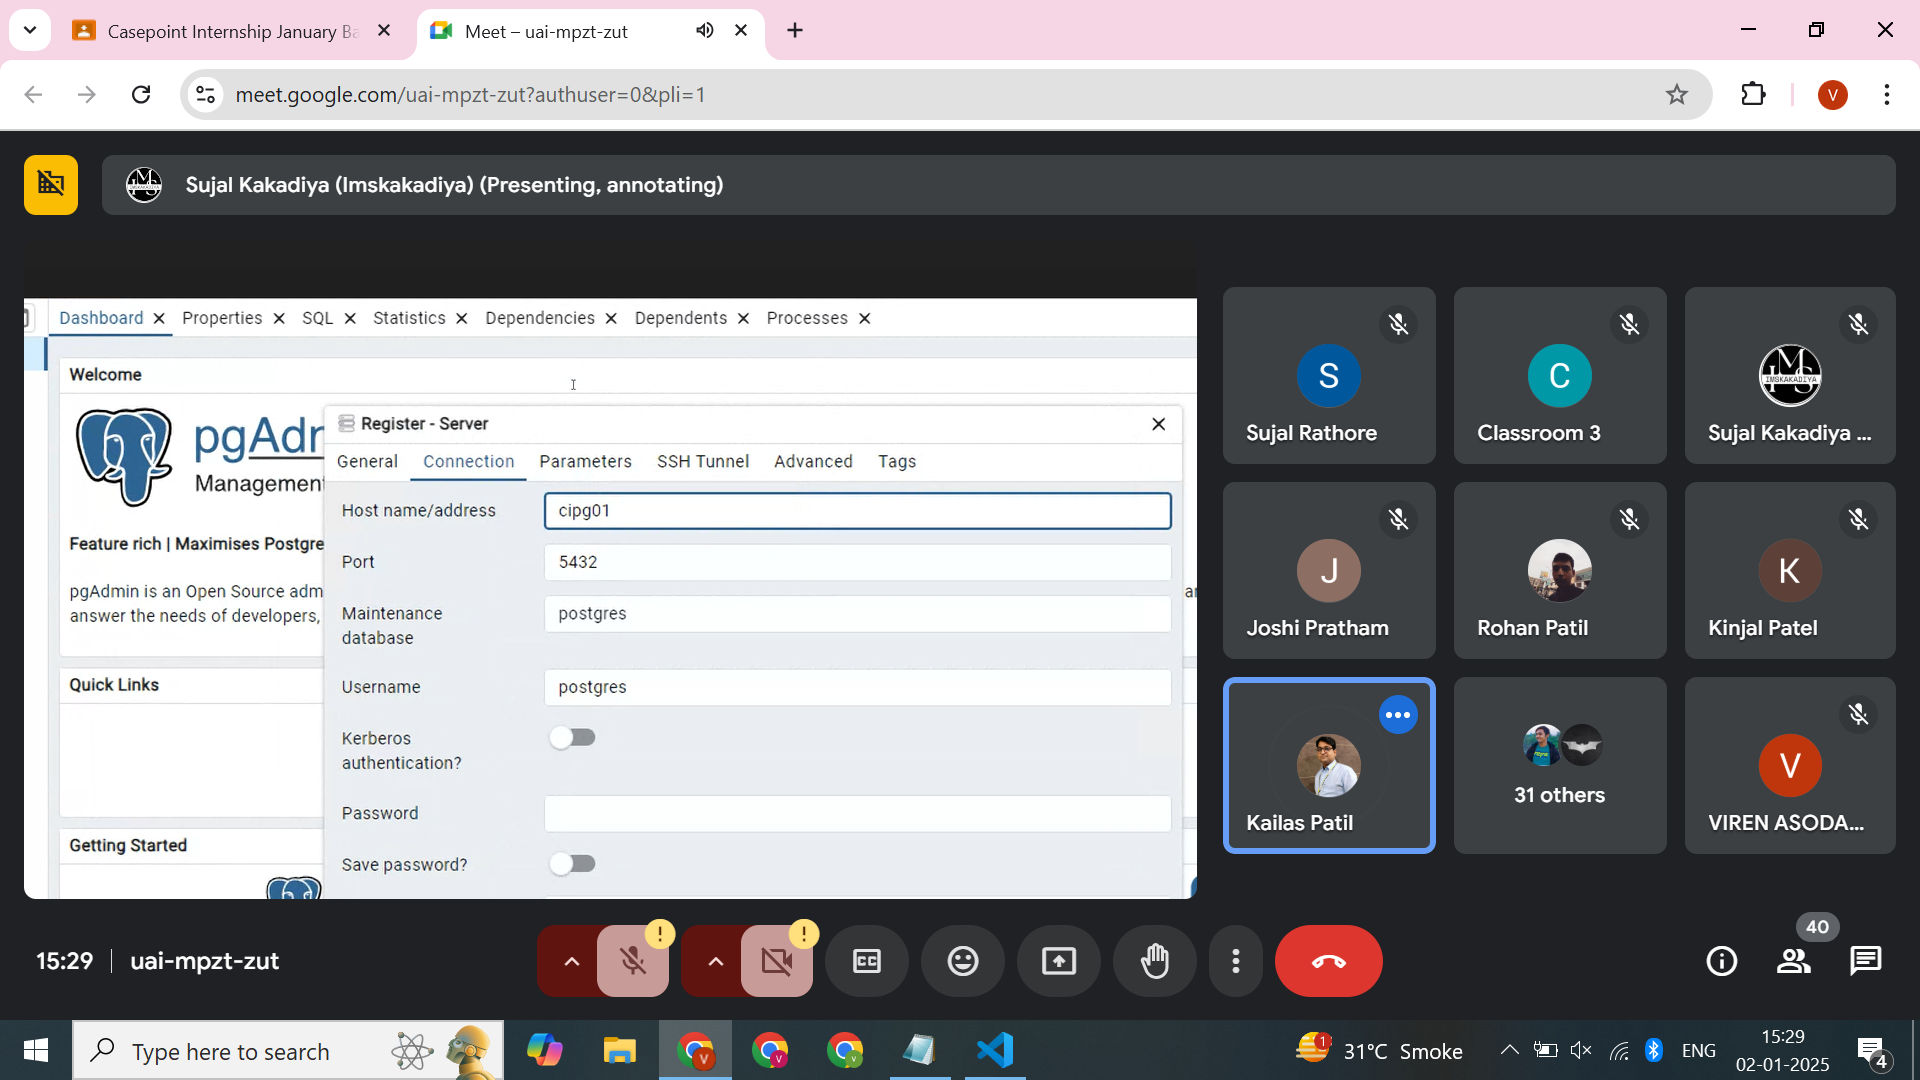 Casepoint Internship January Ba
Meet – uai-mpzt-zut
meet.google.com/uai-mpzt-zut?authuser=0&pli=1
V
Sujal Kakadiya (Imskakadiya) (Presenting, annotating)
Dashboard Properties SQL Statistics Dependencies Dependents Processes
Welcome
pgAdm
Management
Feature rich | Maximises Postgre
pgAdmin is an Open Source adm
answer the needs of developers,
Quick Links
Getting Started
Register - Server
General Connection Parameters SSH Tunnel Advanced Tags
Host name/address cipg01
Port 5432
Maintenance database postgres
Username postgres
Kerberos authentication?
Password
Save password?
S
Sujal Rathore
C
Classroom 3
IMSKAKADIYA
Sujal Kakadiya ...
J
Joshi Pratham
Rohan Patil
K
Kinjal Patel
Kailas Patil
31 others
V
VIREN ASODA...
15:29 uai-mpzt-zut
40
Type here to search
31°C Smoke
ENG
15:29
02-01-2025
4